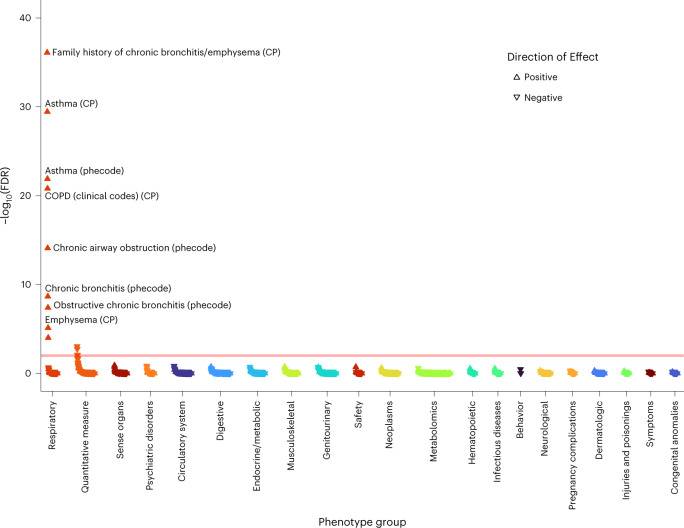 40
30
20
10
0
−log10(FDR)
Family history of chronic bronchitis/emphysema (CP)
Asthma (CP)
Asthma (phecode)
COPD (clinical codes) (CP)
Chronic airway obstruction (phecode)
Chronic bronchitis (phecode)
Obstructive chronic bronchitis (phecode)
Emphysema (CP)
Direction of Effect
Positive
Negative
Respiratory
Quantitative measure
Sense organs
Psychiatric disorders
Circulatory system
Digestive
Endocrine/metabolic
Musculoskeletal
Genitourinary
Safety
Neoplasms
Metabolomics
Hematopoietic
Infectious diseases
Behavior
Neurological
Pregnancy complications
Dermatologic
Injuries and poisonings
Symptoms
Congenital anomalies
Phenotype group